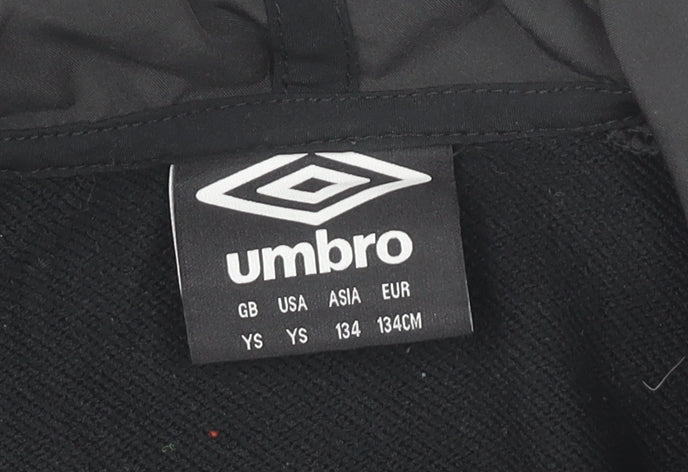 umbro
GB USA ASIA EUR
YS YS 134 134CM